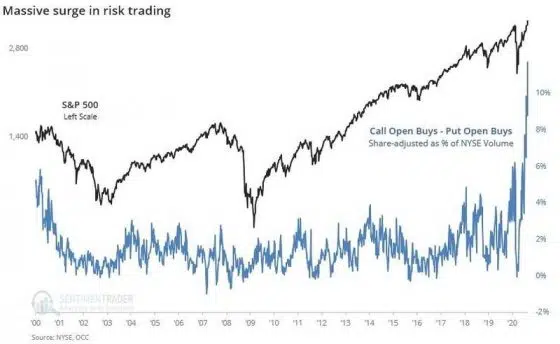 Massive surge in risk trading
2,800
S&P 500
Left Scale
1,400
Call Open Buys - Put Open Buys
Share-adjusted as % of NYSE Volume
10%
8%
6%
4%
2%
0%
-2%
SENTIMENTRADER
'00 '01 '02 '03 '04 '05 '06 '07 '08 '09 '10 '11 '12 '13 '14 '15 '16 '17 '18 '19 '20
Source: NYSE, OCC